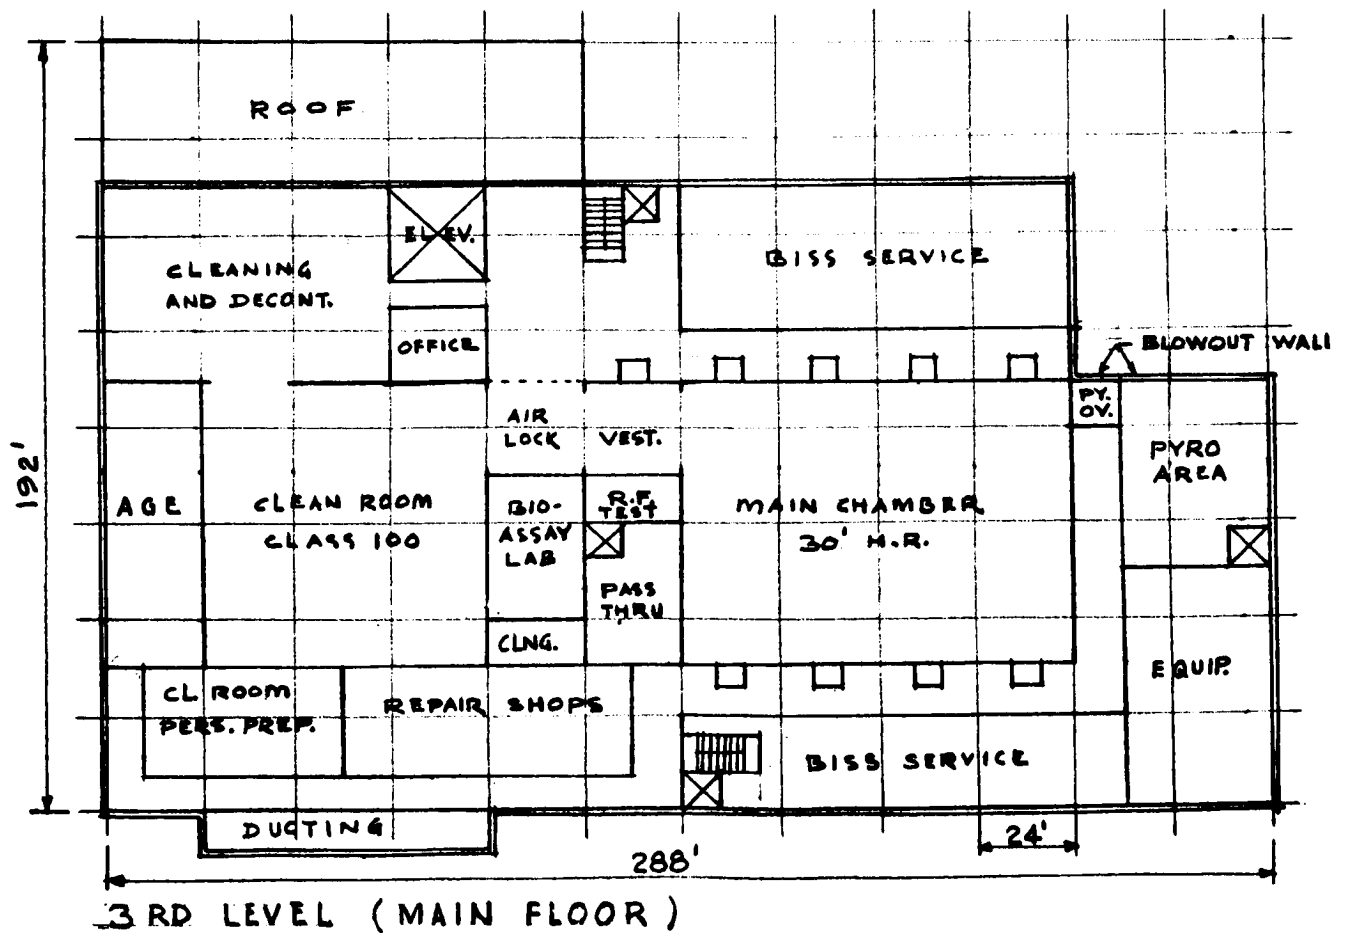 ROOF
192'
ELEV.
CLEANING
AND DECONT.
BISS SERVICE
OFFICE
BLOWOUT WALL
PY.
OV.
AIR
LOCK
VEST.
PYRO
AREA
AGE
CLEAN ROOM
CLASS 100
BIO-
ASSAY
LAB
R.F.
TEST
MAIN CHAMBER
30' H.R.
PASS
THRU
CLNG.
EQUIP.
CL ROOM
PERS. PREP.
REPAIR SHOPS
BISS SERVICE
DUCTING
24'
288'
3RD LEVEL (MAIN FLOOR)